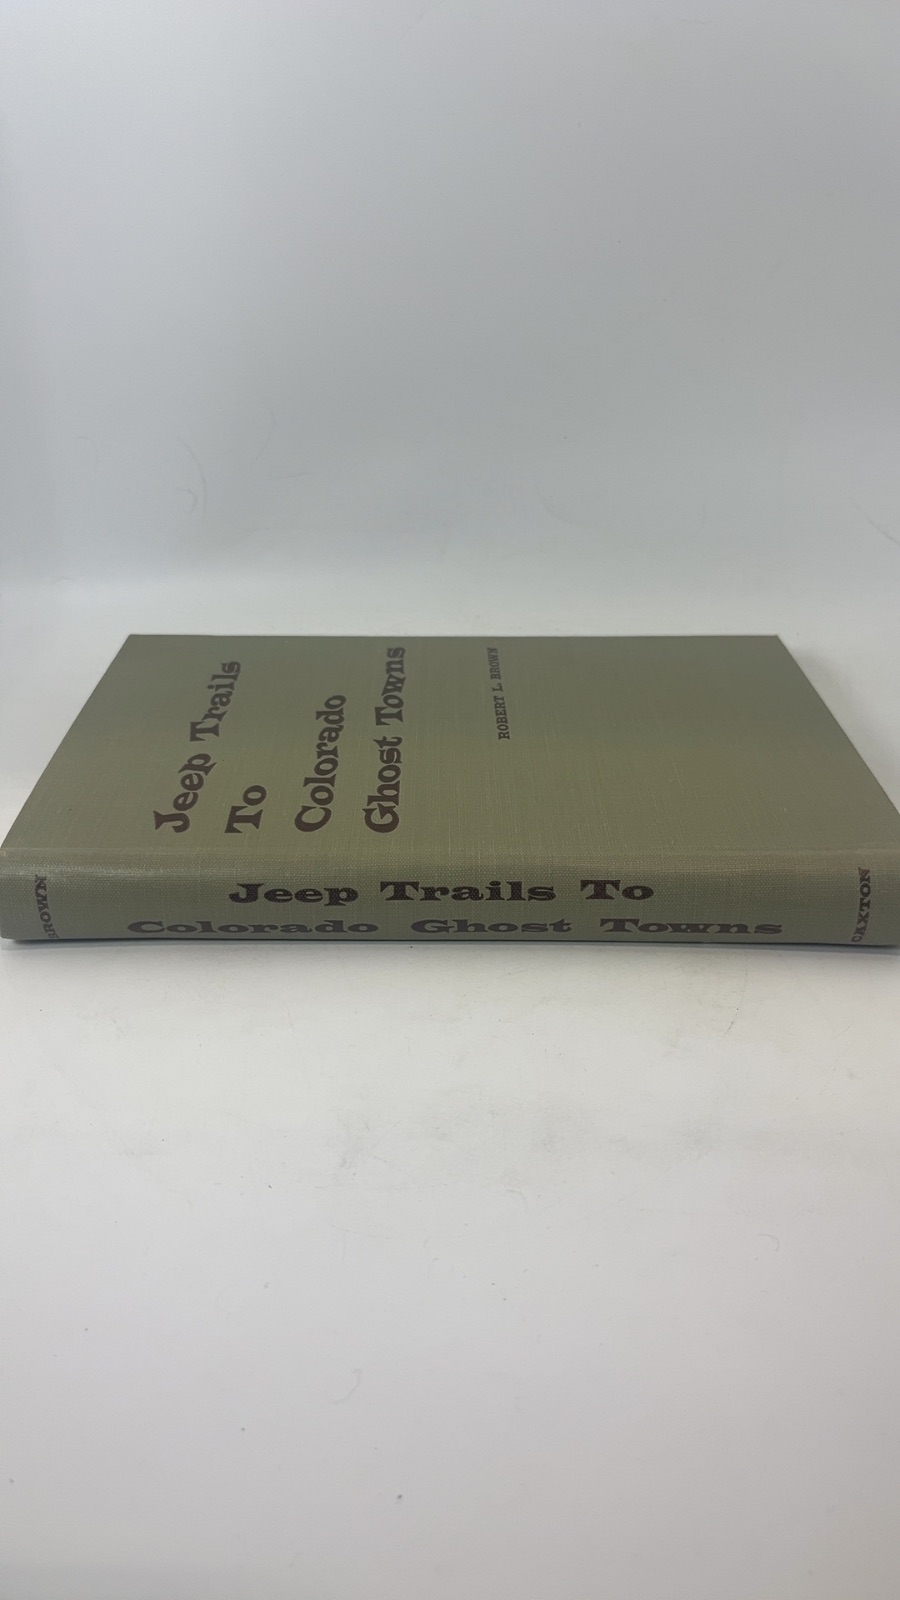 Jeep Trails
To
Colorado
Ghost Towns
ROBERT L. BROWN
BROWN
Jeep Trails To
Colorado Ghost Towns
CAXTON